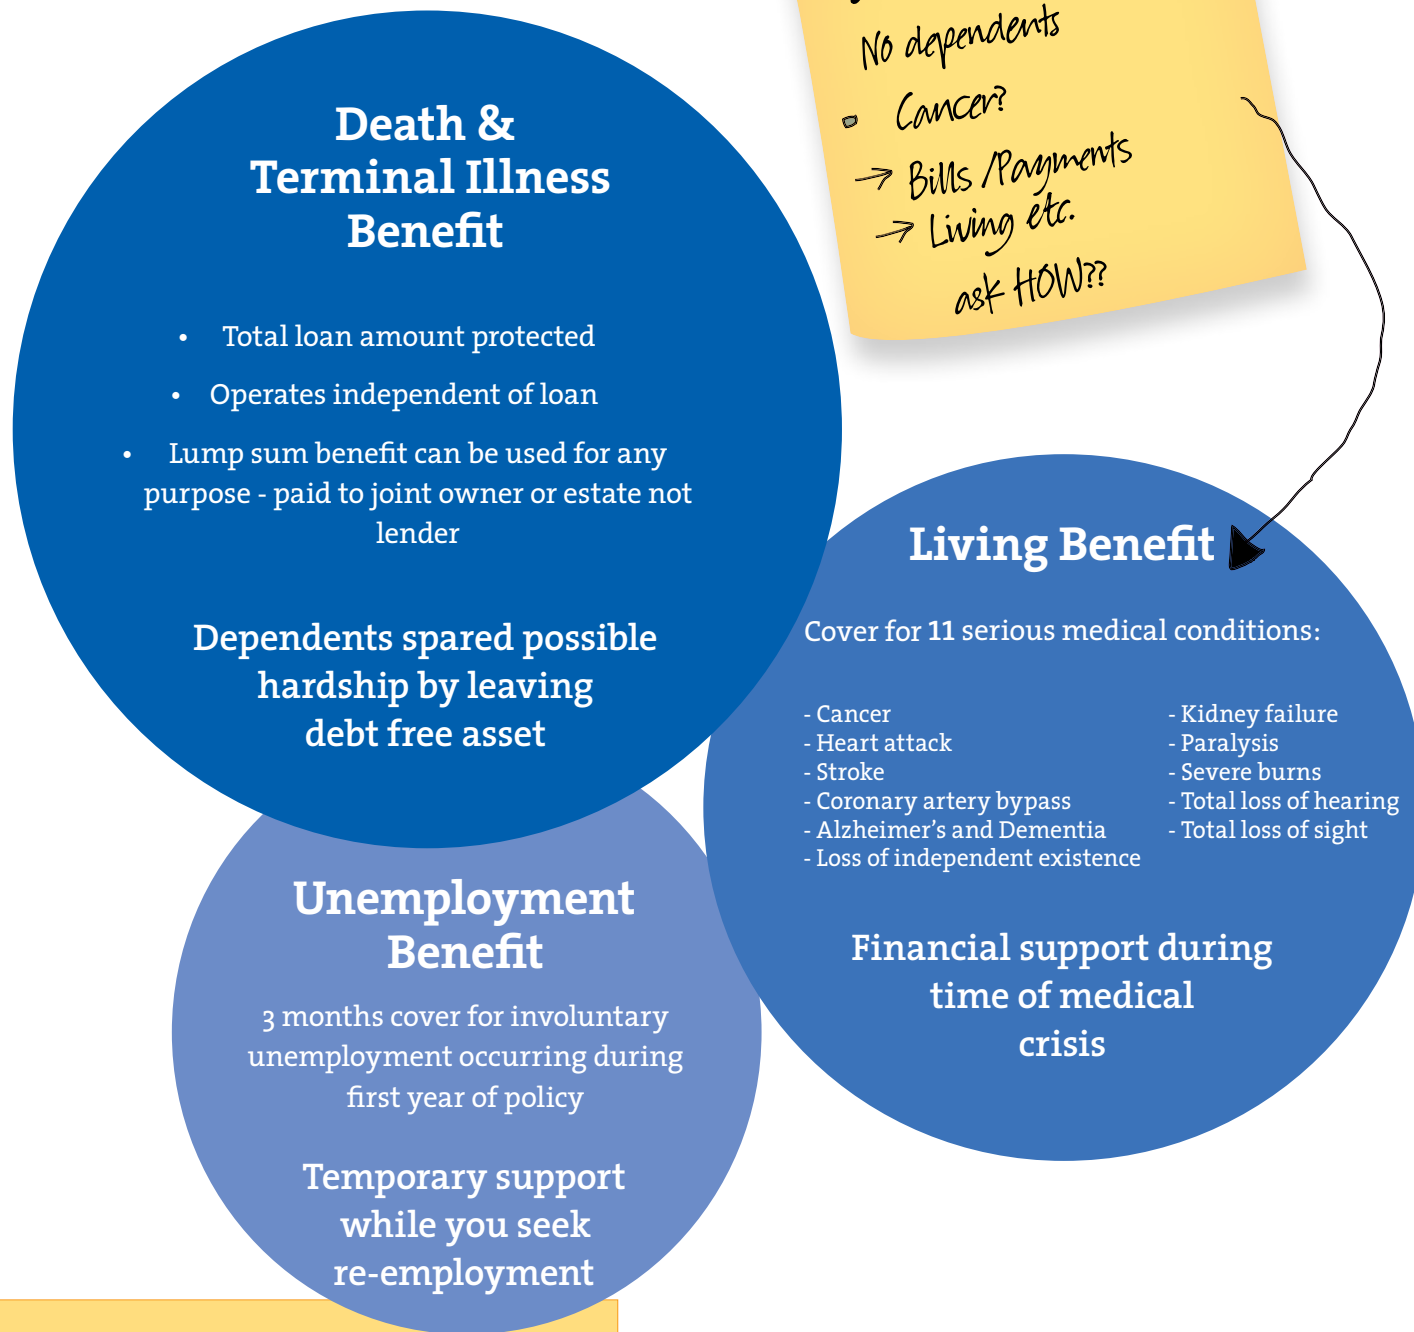 No dependents
Cancer?
→ Bills /Payments
→ Living etc.
ask HOW??
Death &
Terminal Illness
Benefit
• Total loan amount protected
• Operates independent of loan
• Lump sum benefit can be used for any
purpose - paid to joint owner or estate not
lender
Dependents spared possible
hardship by leaving
debt free asset
Living Benefit
Cover for 11 serious medical conditions:
- Cancer
- Heart attack
- Stroke
- Coronary artery bypass
- Alzheimer's and Dementia
- Loss of independent existence
- Kidney failure
- Paralysis
- Severe burns
- Total loss of hearing
- Total loss of sight
Financial support during
time of medical
crisis
Unemployment
Benefit
3 months cover for involuntary
unemployment occurring during
first year of policy
Temporary support
while you seek
re-employment